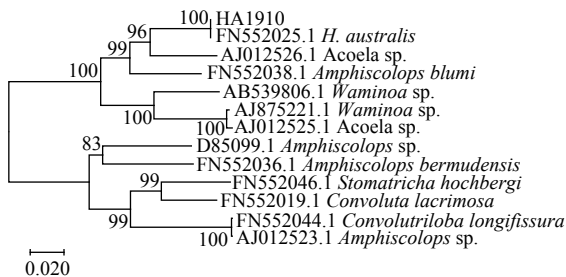 100 HA1910
FN552025.1 H. australis
96
AJ012526.1 Acoela sp.
99
FN552038.1 Amphiscolops blumi
100
AB539806.1 Waminoa sp.
100
AJ875221.1 Waminoa sp.
100 AJ012525.1 Acoela sp.
83 D85099.1 Amphiscolops sp.
FN552036.1 Amphiscolops bermudensis
99 FN552046.1 Stomatricha hochbergi
FN552019.1 Convoluta lacrimosa
99
FN552044.1 Convolutriloba longifissura
100 AJ012523.1 Amphiscolops sp.
0.020